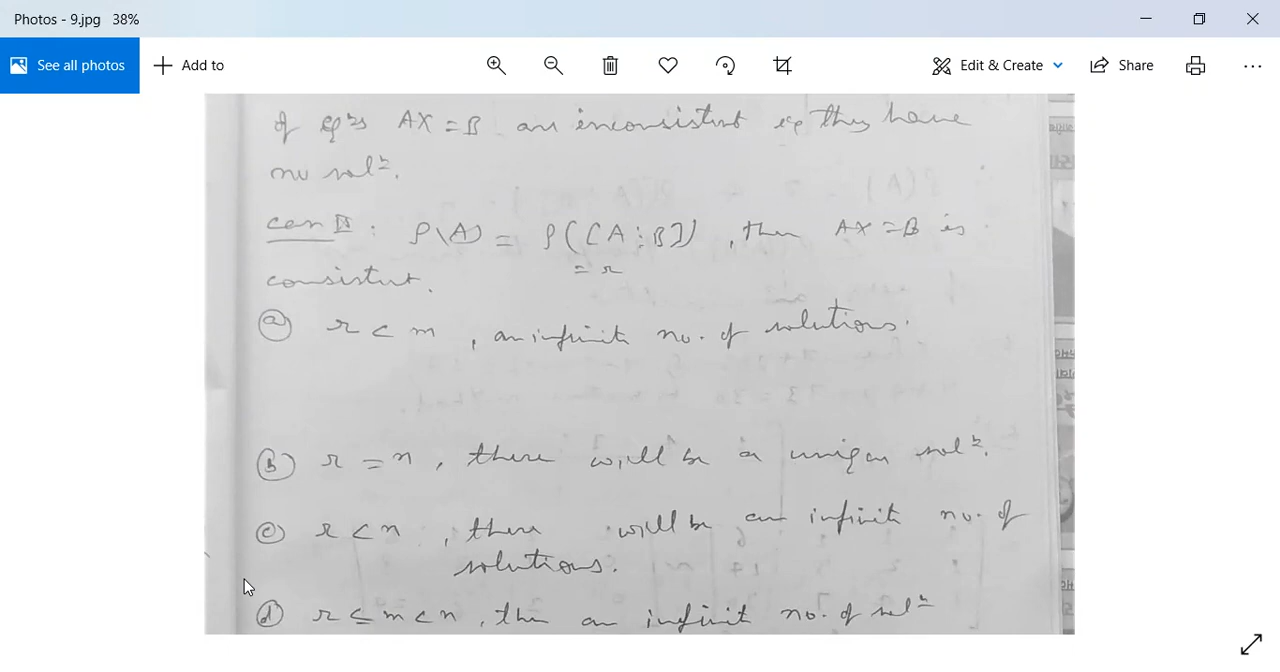 Photos - 9.jpg 38%
See all photos
Add to
Edit & Create
Share
of eqⁿs AX = B are inconsistent ie they have
no solⁿ.
case II: ρ(A) = ρ([A:B]), then AX = B is
= r
consistent.
(a) r < m, an infinite no. of solutions.
(b) r = n, there will be a unique solⁿ.
(c) r < n, there will be an infinite no. of
solutions.
(d) r ≤ m < n, then an infinite no. of solⁿ